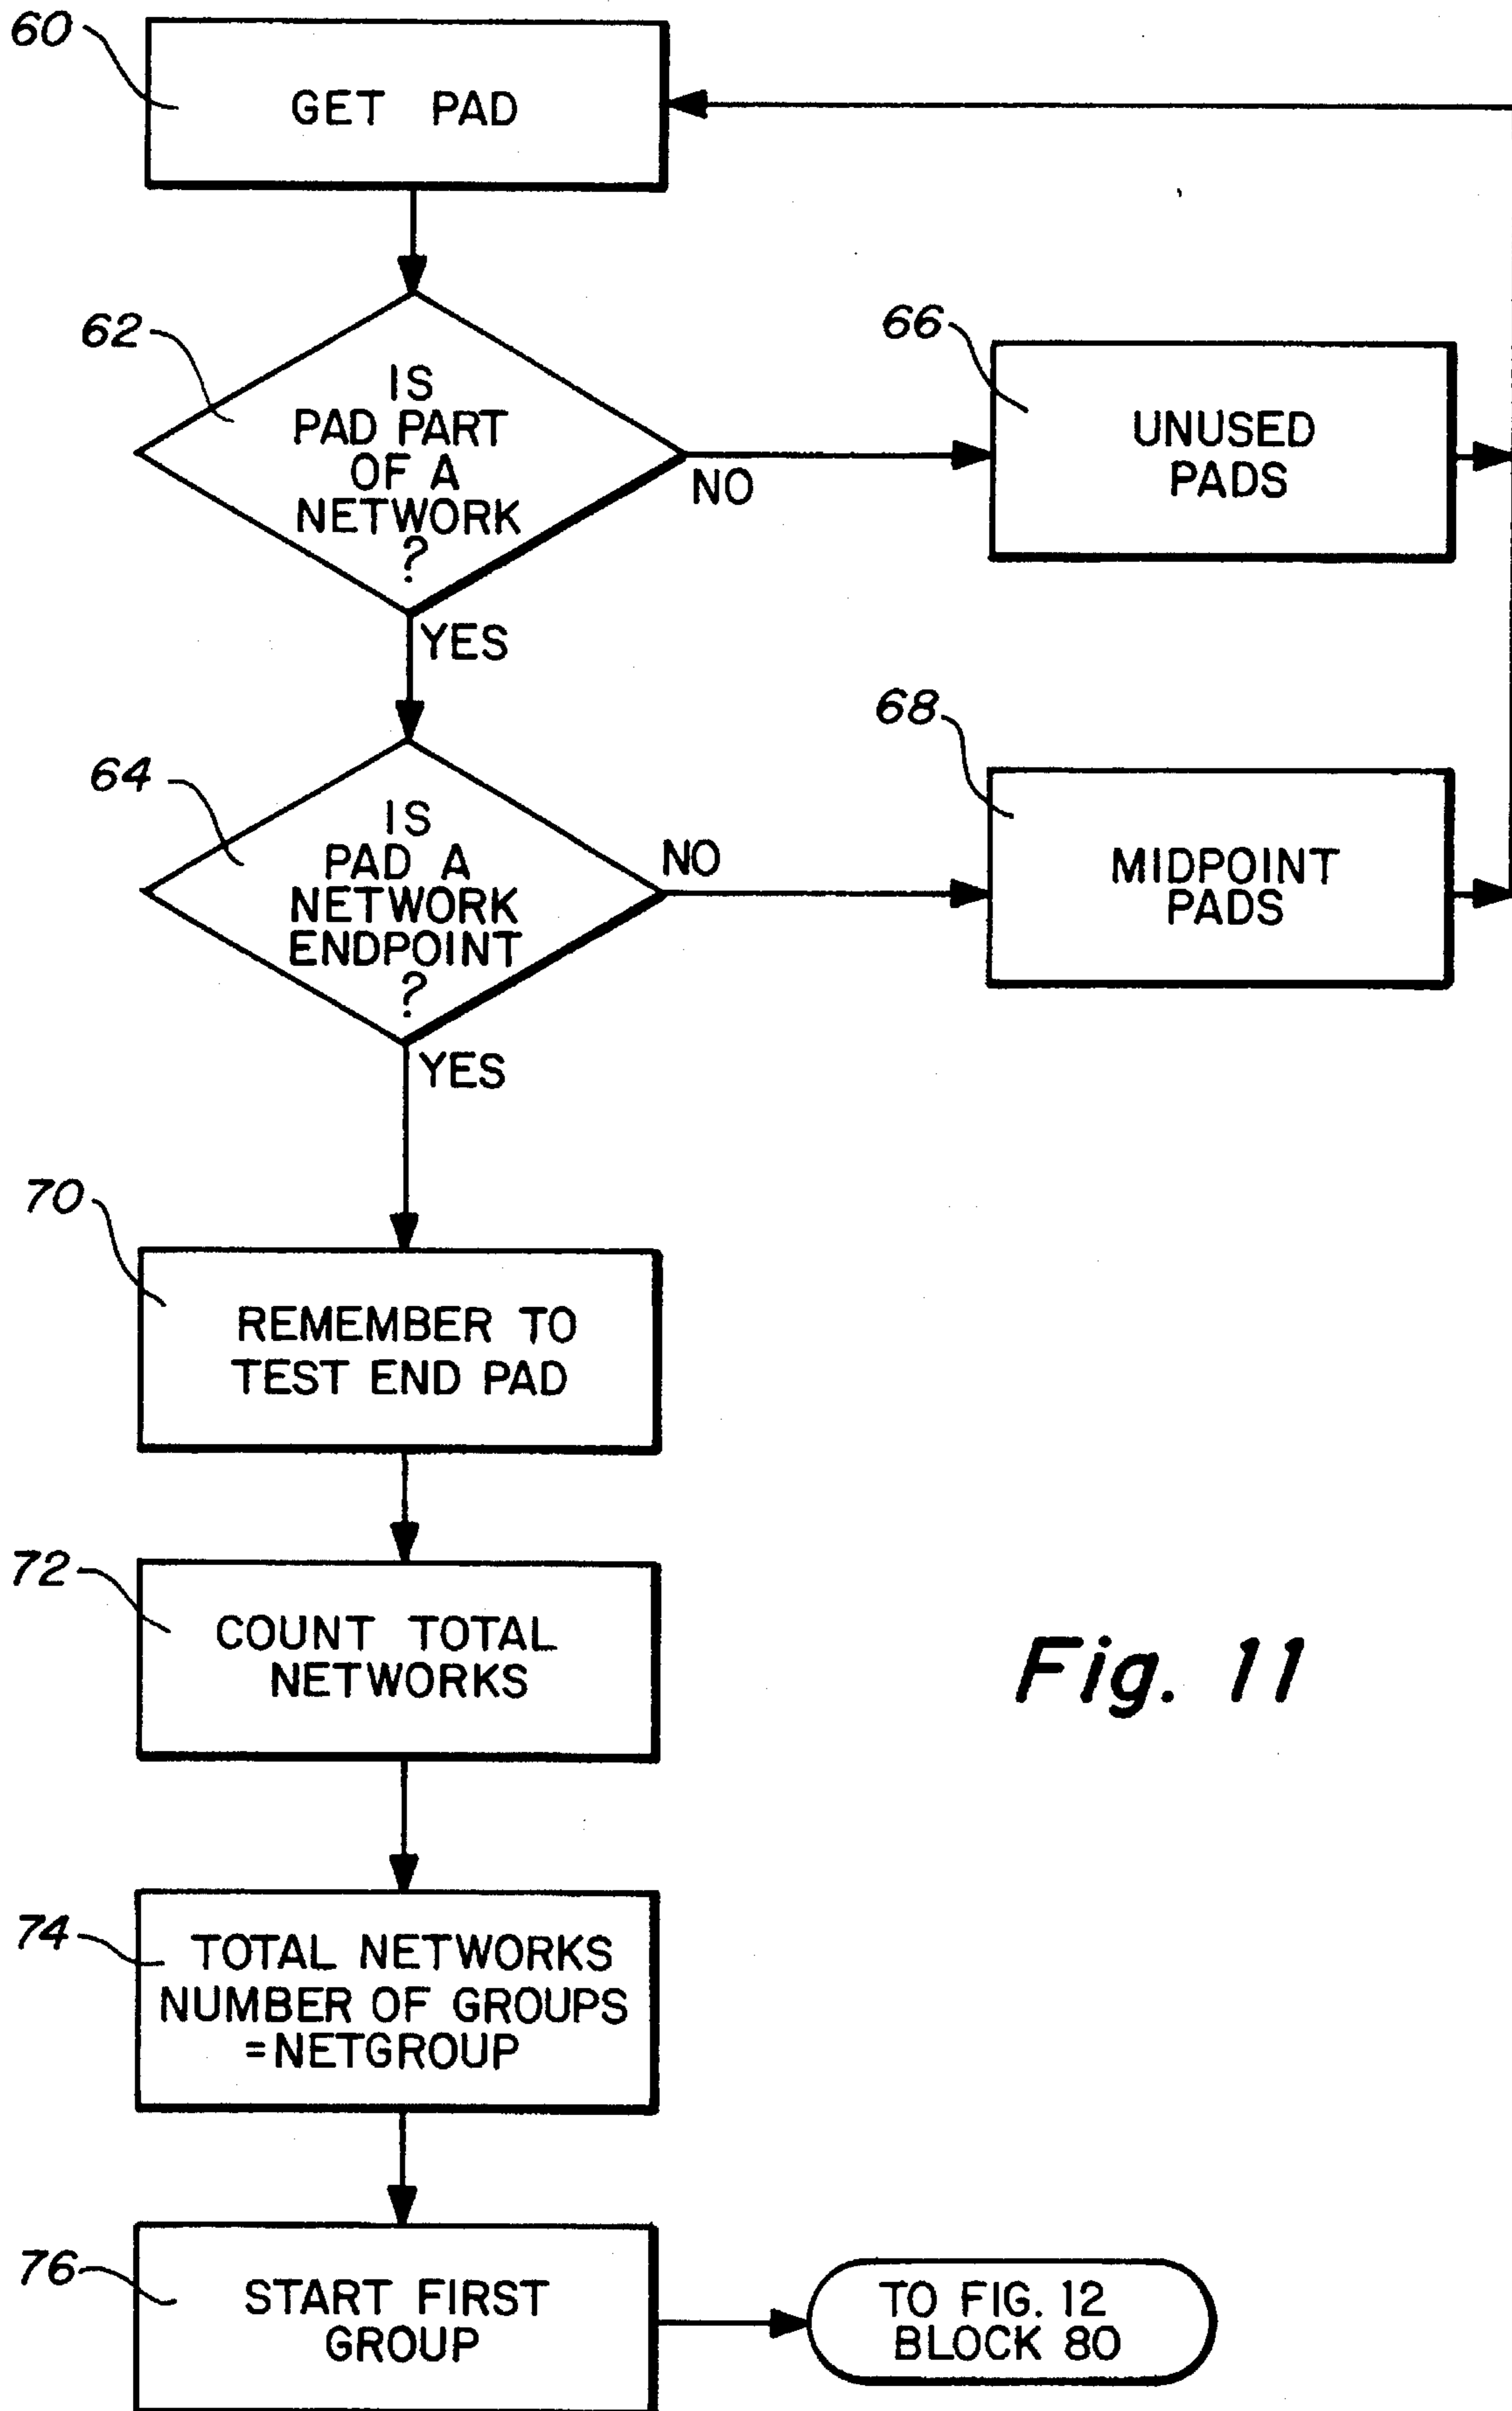 60
GET PAD
62
IS
PAD PART
OF A
NETWORK
?
NO
YES
66
UNUSED
PADS
64
IS
PAD A
NETWORK
ENDPOINT
?
NO
YES
68
MIDPOINT
PADS
70
REMEMBER TO
TEST END PAD
72
COUNT TOTAL
NETWORKS
Fig. 11
74
TOTAL NETWORKS
NUMBER OF GROUPS
=NETGROUP
76
START FIRST
GROUP
TO FIG. 12
BLOCK 80